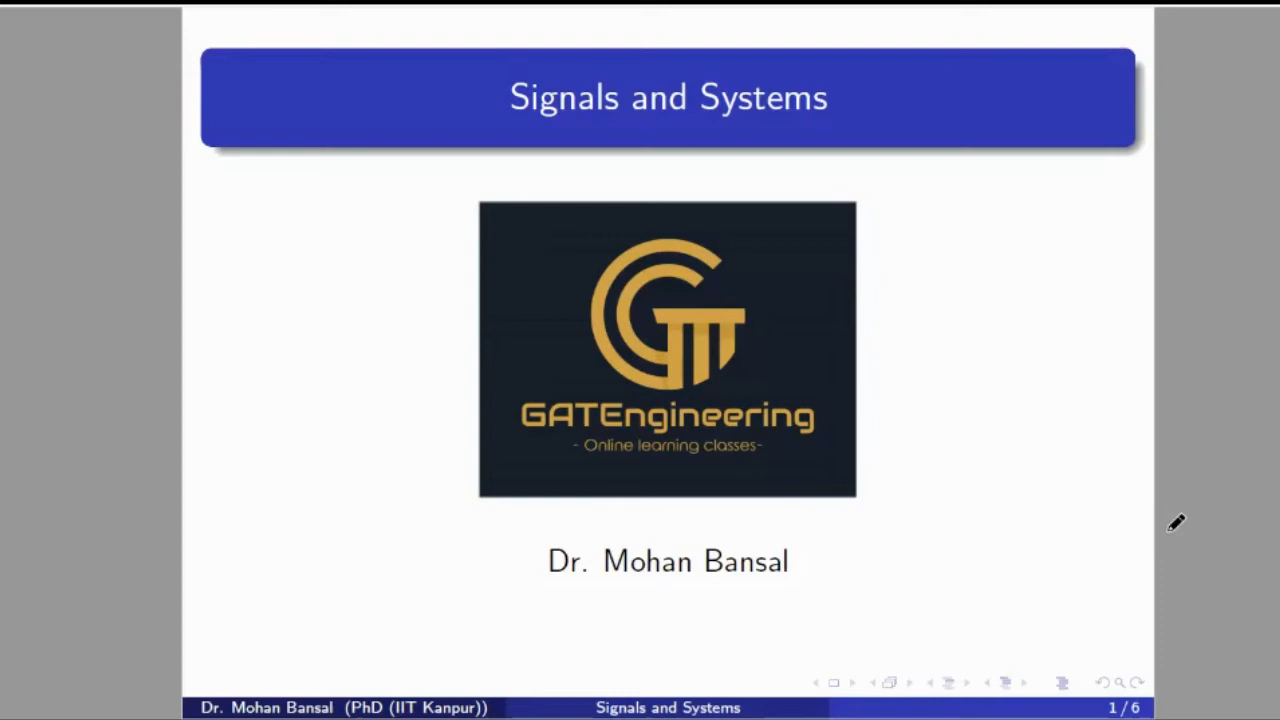 Signals and Systems
GATEngineering
- Online learning classes-
Dr. Mohan Bansal
Dr. Mohan Bansal (PhD (IIT Kanpur))
Signals and Systems
1 / 6